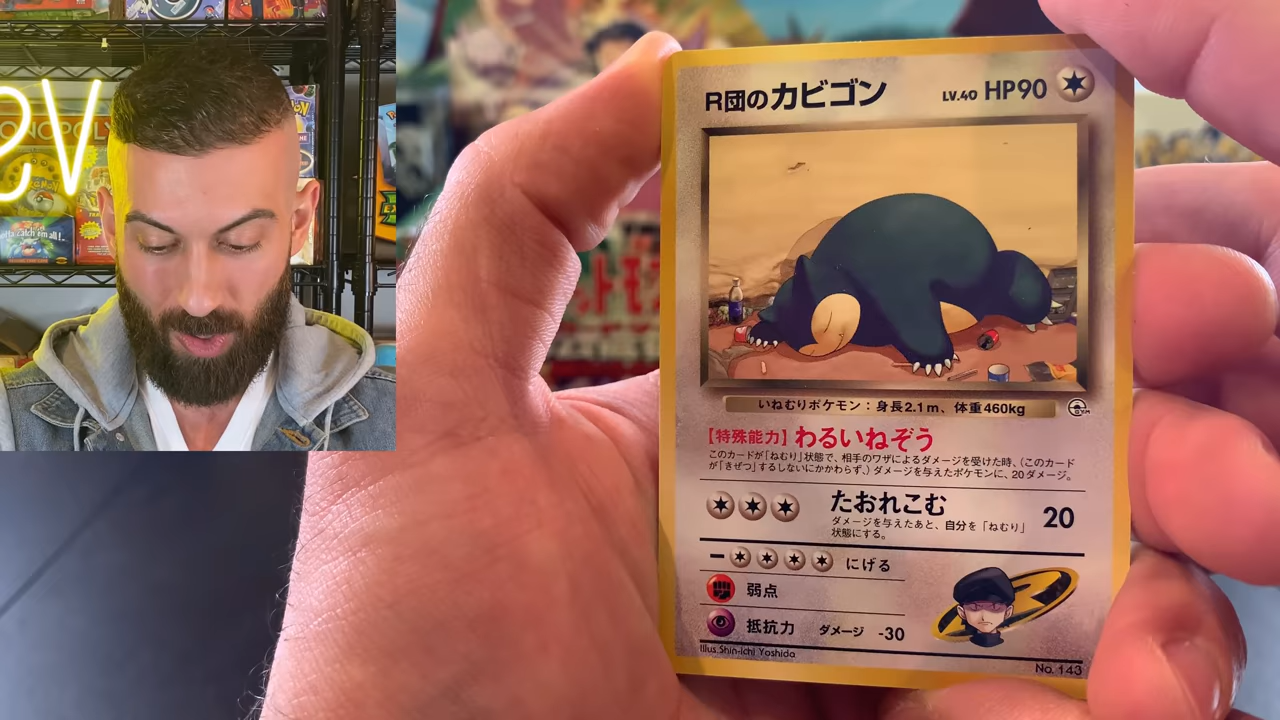 ev
MONOPOLY
tta catch em all!
R団のカビゴン LV.40 HP90
いねむりポケモン：身長2.1m、体重460kg
GYM
【特殊能力】わるいねぞう
このカードが「ねむり」状態で、相手のワザによるダメージを受けた時、（このカード
が「きぜつ」するしないにかかわらず、）ダメージを与えたポケモンに、20ダメージ。
たおれこむ 20
ダメージを与えたあと、自分を「ねむり」
状態にする。
ー にげる
弱点
抵抗力 ダメージ -30
Illus.Shin-ichi Yoshida
No. 143